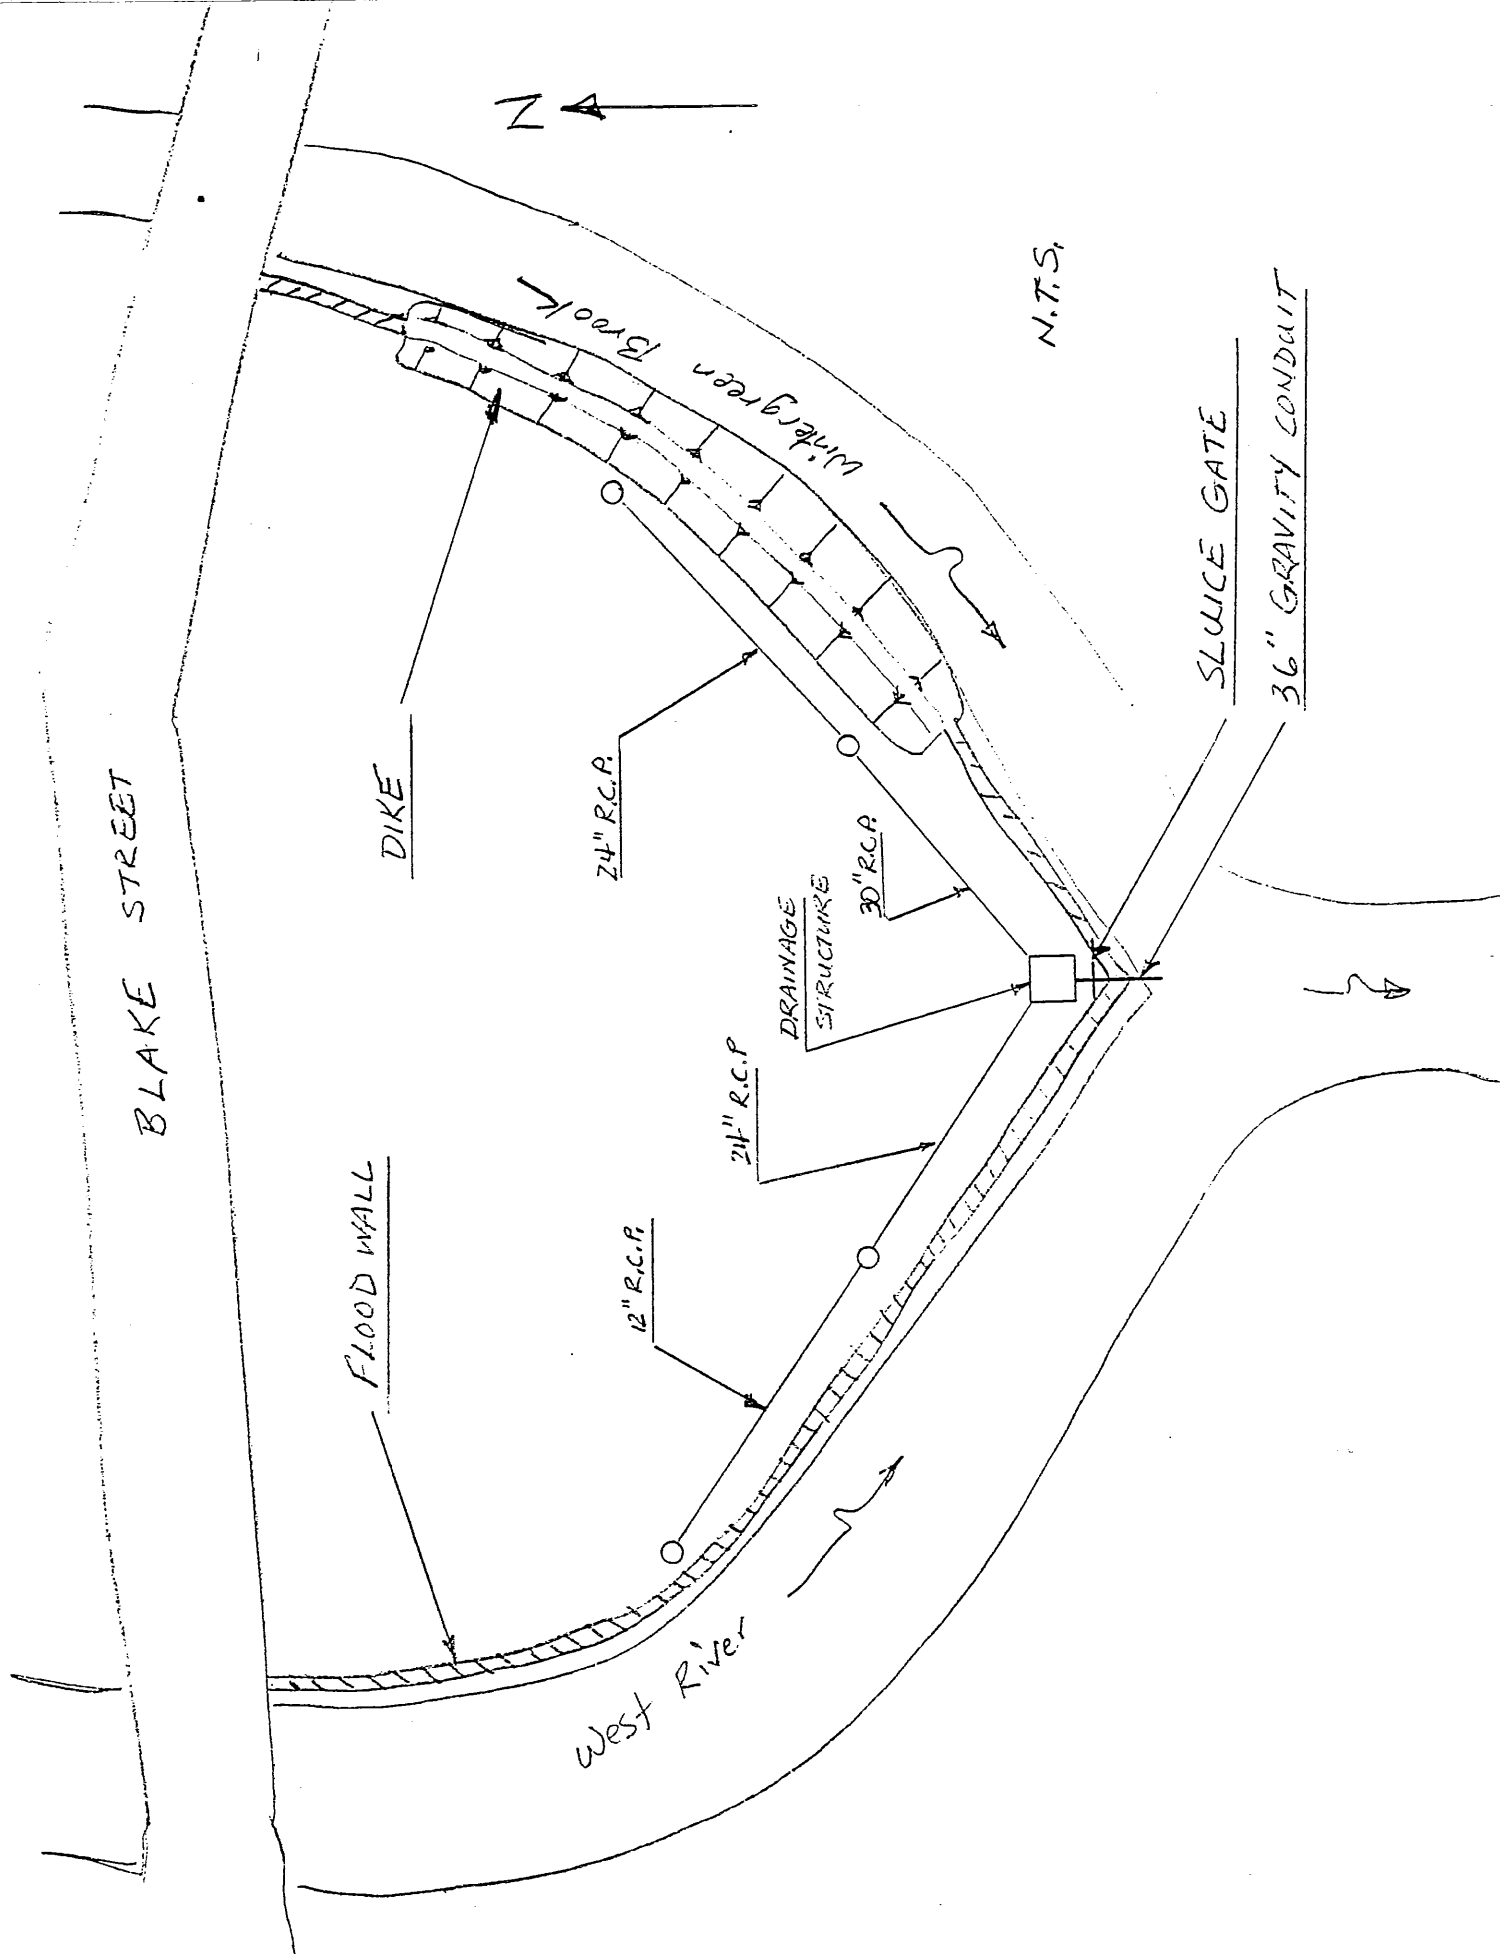 BLAKE STREET
N
FLOOD WALL
DIKE
12" R.C.P.
24" R.C.P.
24" R.C.P
DRAINAGE
STRUCTURE
30" R.C.P.
West River
Wintergreen Brook
N.T.S.
SLUICE GATE
36" GRAVITY CONDUIT